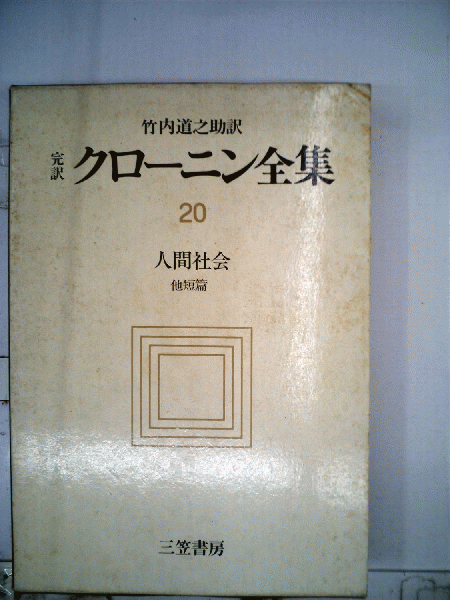 竹内道之助訳
完訳 クローニン全集
20
人間社会
他短篇
三笠書房